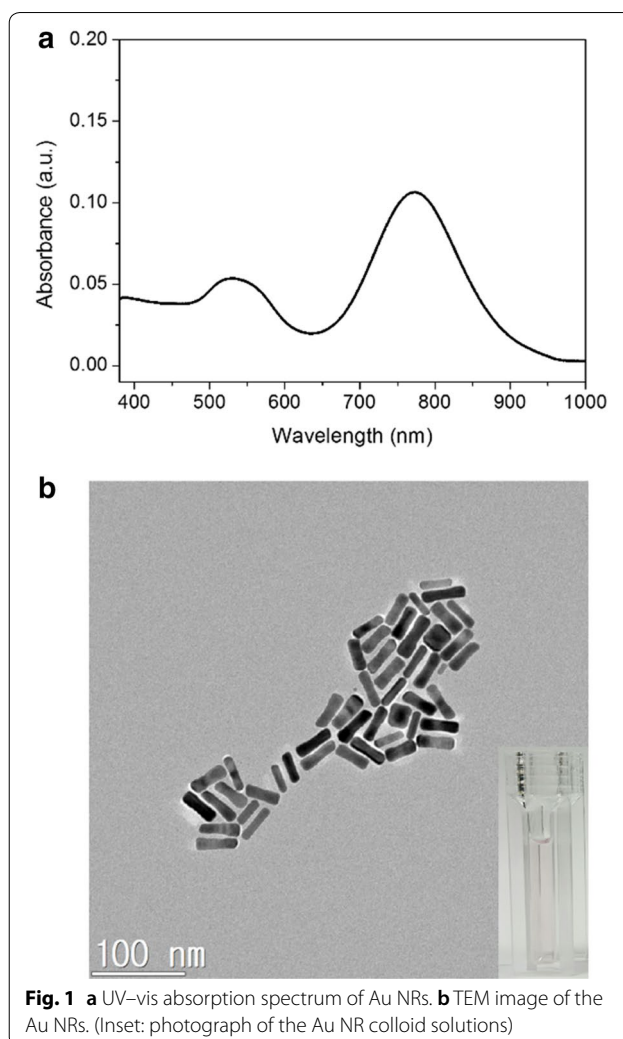 a
0.20
0.15
0.10
0.05
0.00
Absorbance (a.u.)
400 500 600 700 800 900 1000
Wavelength (nm)
b
100 nm
Fig. 1 a UV–vis absorption spectrum of Au NRs. b TEM image of the
Au NRs. (Inset: photograph of the Au NR colloid solutions)